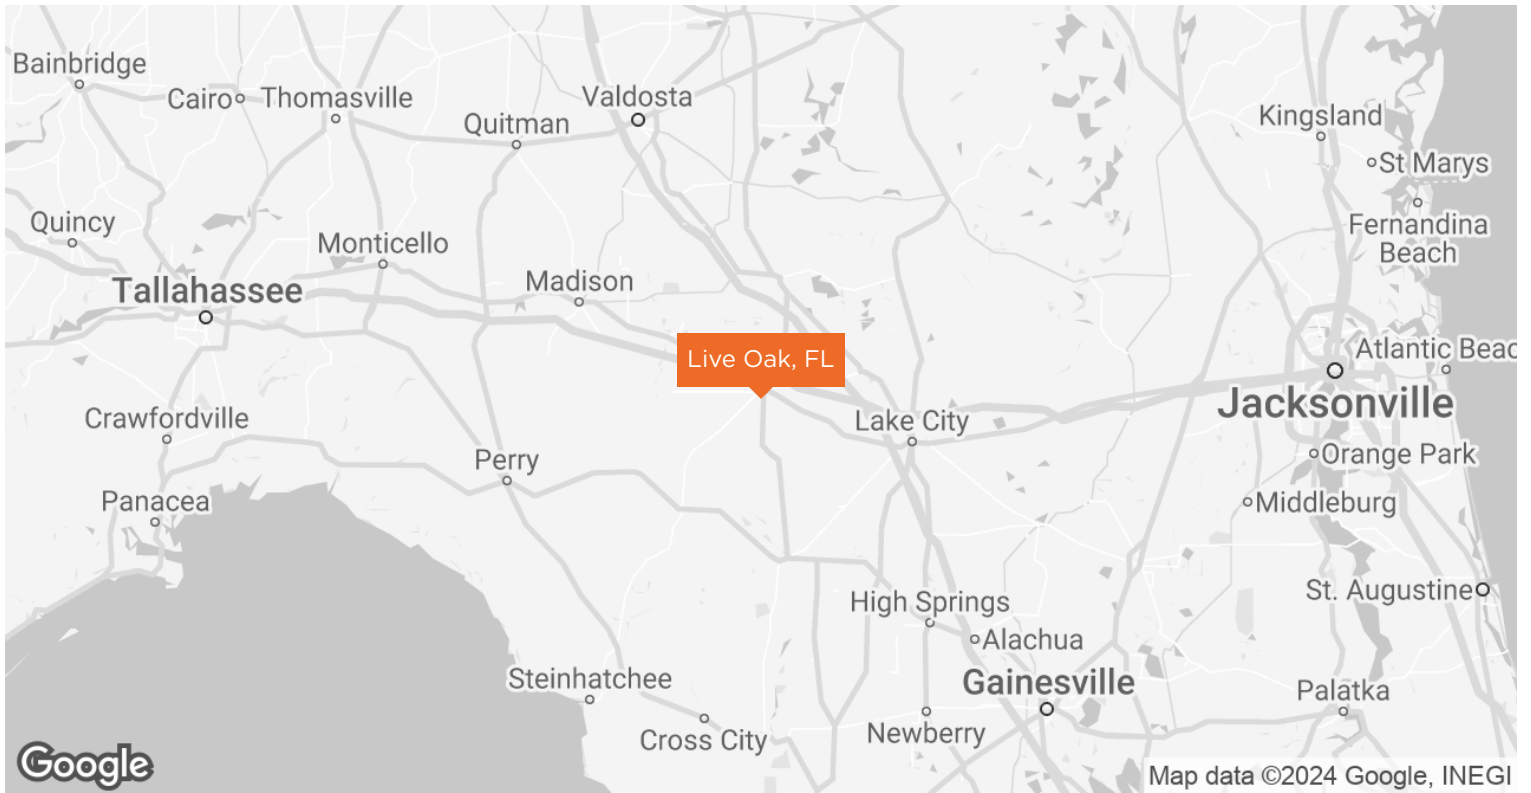 Bainbridge
Cairo
Thomasville
Valdosta
Quitman
Kingsland
St Marys
Quincy
Monticello
Fernandina
Beach
Tallahassee
Madison
Live Oak, FL
Atlantic Beac
Jacksonville
Crawfordville
Lake City
Perry
Orange Park
Panacea
Middleburg
High Springs
St. Augustine
Alachua
Steinhatchee
Gainesville
Palatka
Cross City
Newberry
Google
Map data ©2024 Google, INEGI